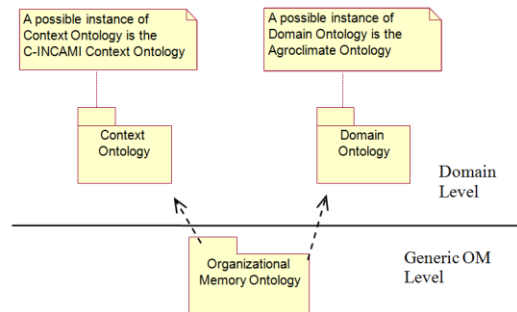 A possible instance of
Context Ontology is the
C-INCAMI Context Ontology
A possible instance of
Domain Ontology is the
Agroclimate Ontology
Context
Ontology
Domain
Ontology
Domain
Level
Organizational
Memory Ontology
Generic OM
Level